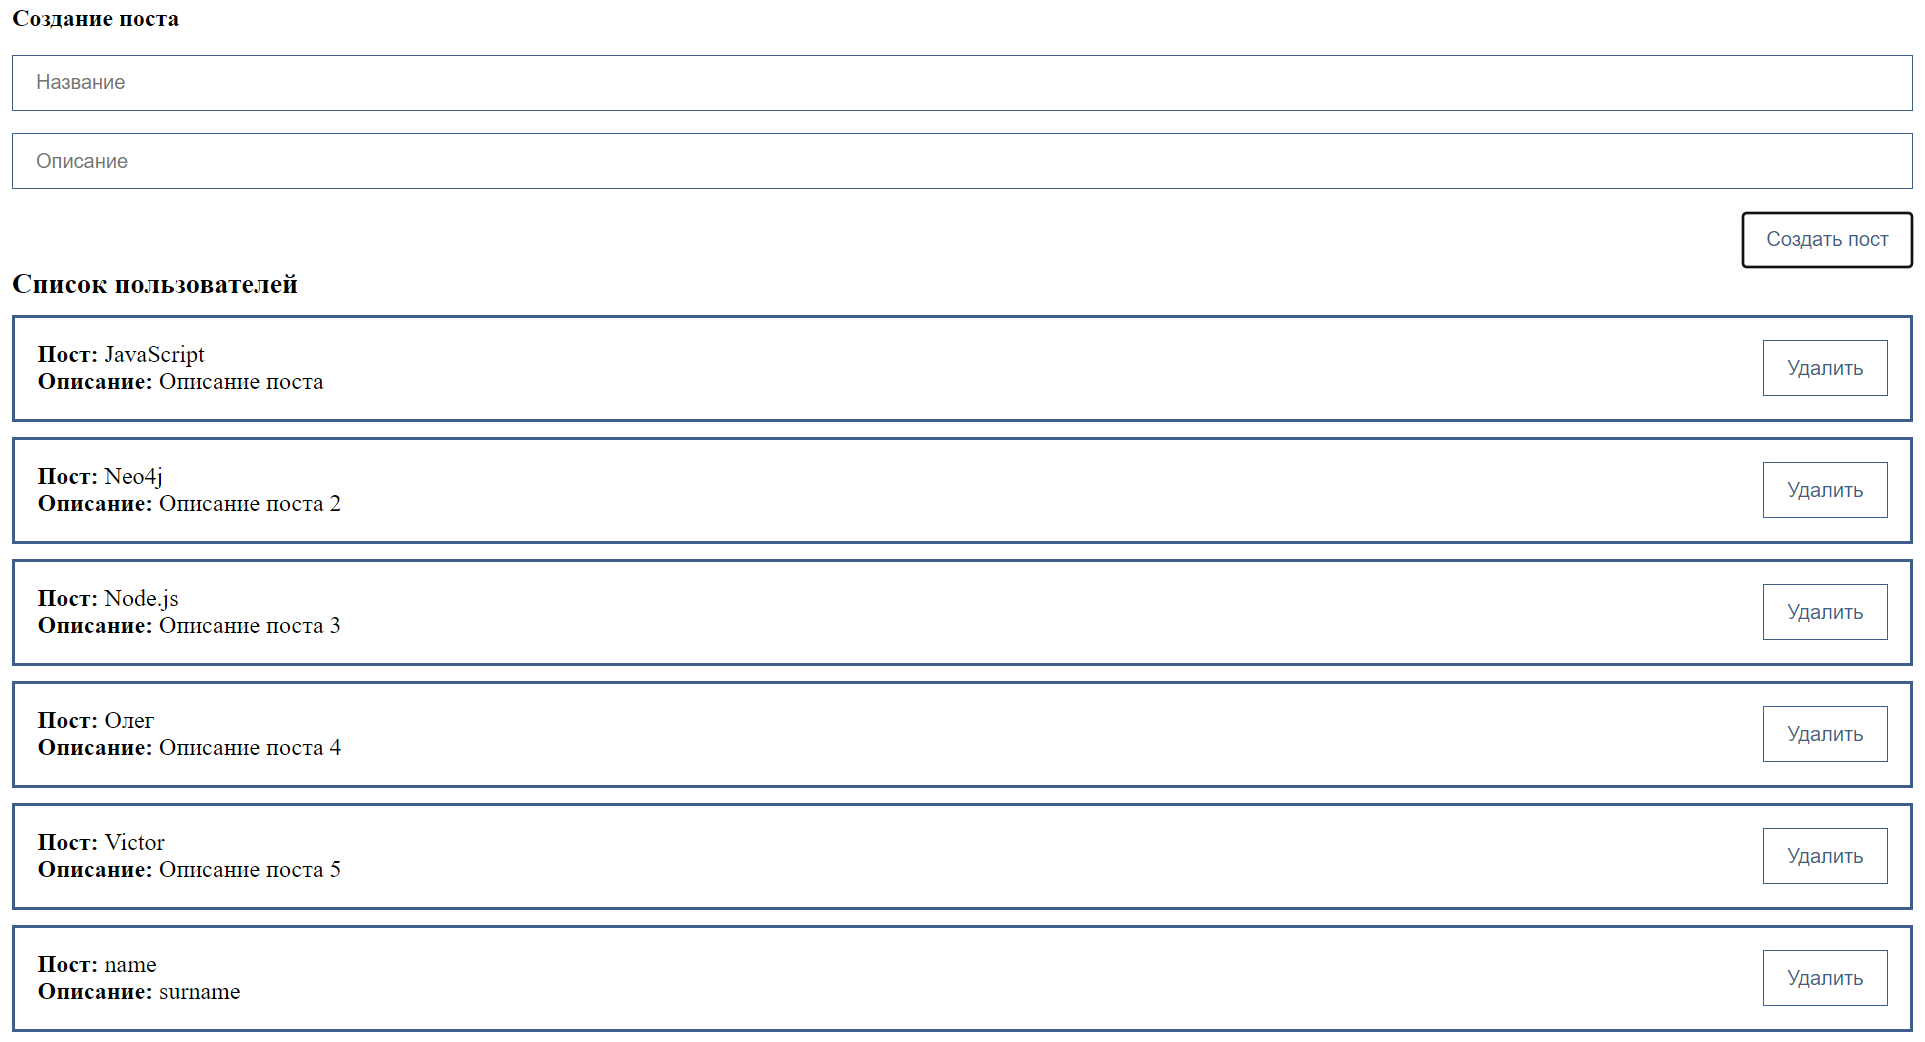 Создание поста
Название
Описание
Создать пост
Список пользователей
Пост: JavaScript
Описание: Описание поста
Удалить
Пост: Neo4j
Описание: Описание поста 2
Удалить
Пост: Node.js
Описание: Описание поста 3
Удалить
Пост: Олег
Описание: Описание поста 4
Удалить
Пост: Victor
Описание: Описание поста 5
Удалить
Пост: name
Описание: surname
Удалить